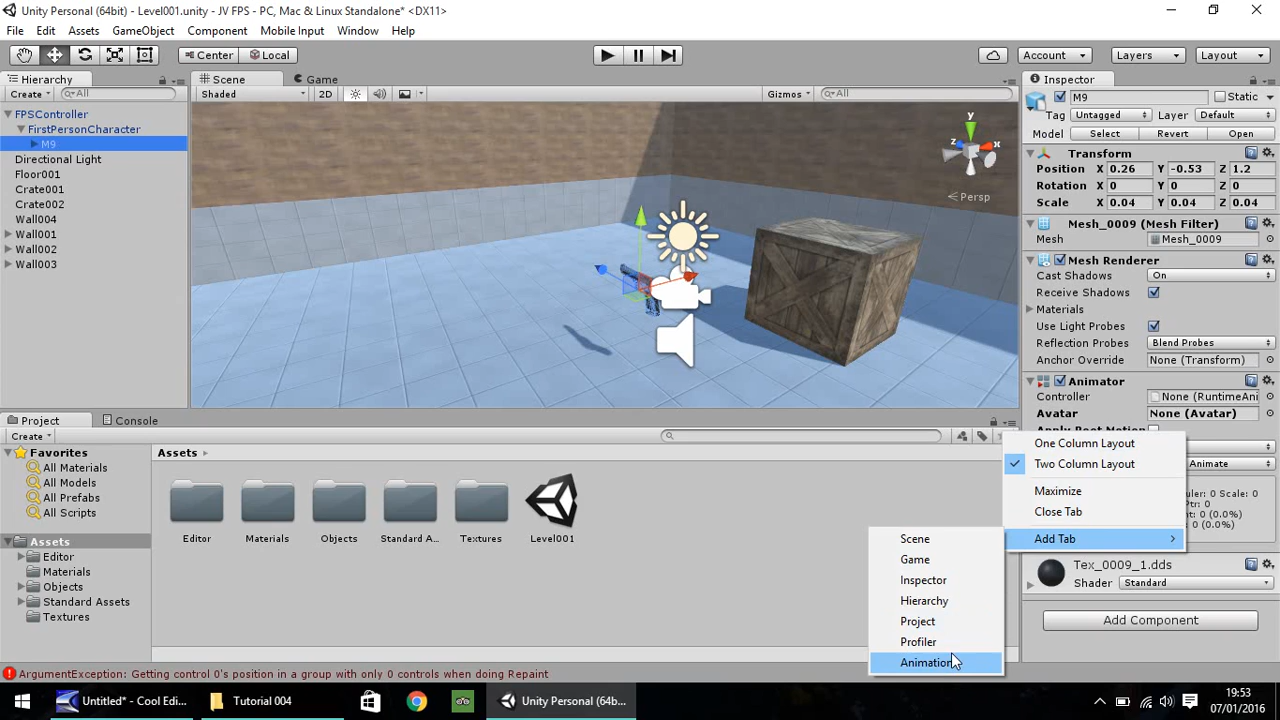 Unity Personal (64bit) - Level001.unity - JV FPS - PC, Mac & Linux Standalone* <DX11>
File Edit Assets GameObject Component Mobile Input Window Help
Center Local Account Layers Layout
Hierarchy Scene Game Inspector
Create All Shaded 2D Gizmos All M9 Static
FPSController
FirstPersonCharacter
M9
Directional Light
Floor001
Crate001
Crate002
Wall004
Wall001
Wall002
Wall003
y
x
z
Persp
Tag Untagged Layer Default
Model Select Revert Open
Transform
Position X 0.26 Y -0.53 Z 1.2
Rotation X 0 Y 0 Z 0
Scale X 0.04 Y 0.04 Z 0.04
Mesh_0009 (Mesh Filter)
Mesh Mesh_0009
Mesh Renderer
Cast Shadows On
Receive Shadows
Materials
Use Light Probes
Reflection Probes Blend Probes
Anchor Override None (Transform)
Animator
Controller None (RuntimeAni
Avatar None (Avatar)
Apply Root Motion
Animate
Project Console
Create
Favorites
All Materials
All Models
All Prefabs
All Scripts
Assets
Editor
Materials
Objects
Standard Assets
Textures
Assets
Editor Materials Objects Standard A... Textures Level001
One Column Layout
Two Column Layout
Maximize
Close Tab
Add Tab
Scene
Game
Inspector
Hierarchy
Project
Profiler
Animation
Tex_0009_1.dds
Shader Standard
Add Component
ArgumentException: Getting control 0's position in a group with only 0 controls when doing Repaint
Untitled* - Cool Edi... Tutorial 004 Unity Personal (64b...
19:53
07/01/2016